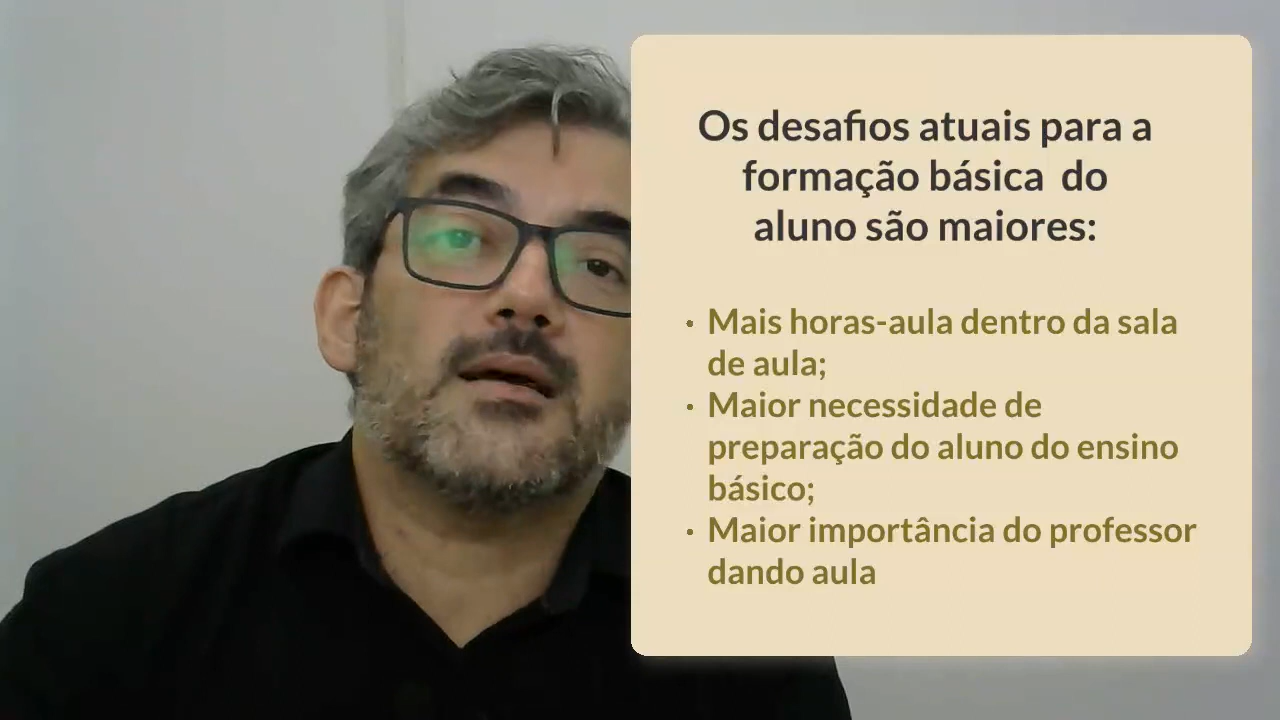 Os desafios atuais para a
formação básica do
aluno são maiores:
· Mais horas-aula dentro da sala
de aula;
· Maior necessidade de
preparação do aluno do ensino
básico;
· Maior importância do professor
dando aula